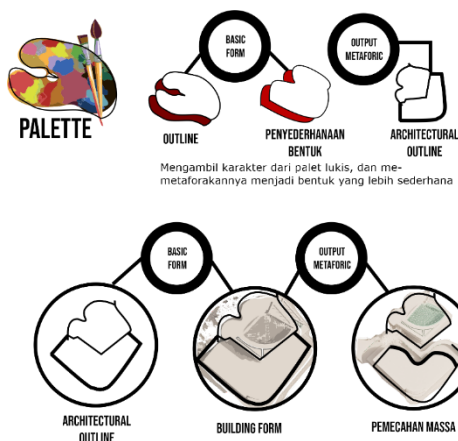 PALETTE
BASIC
FORM
OUTLINE
PENYEDERHANAAN
BENTUK
OUTPUT
METAFORIC
ARCHITECTURAL
OUTLINE
Mengambil karakter dari palet lukis, dan me-
metaforakannya menjadi bentuk yang lebih sederhana
BASIC
FORM
OUTPUT
METAFORIC
ARCHITECTURAL
OUTLINE
BUILDING FORM
PEMECAHAN MASSA